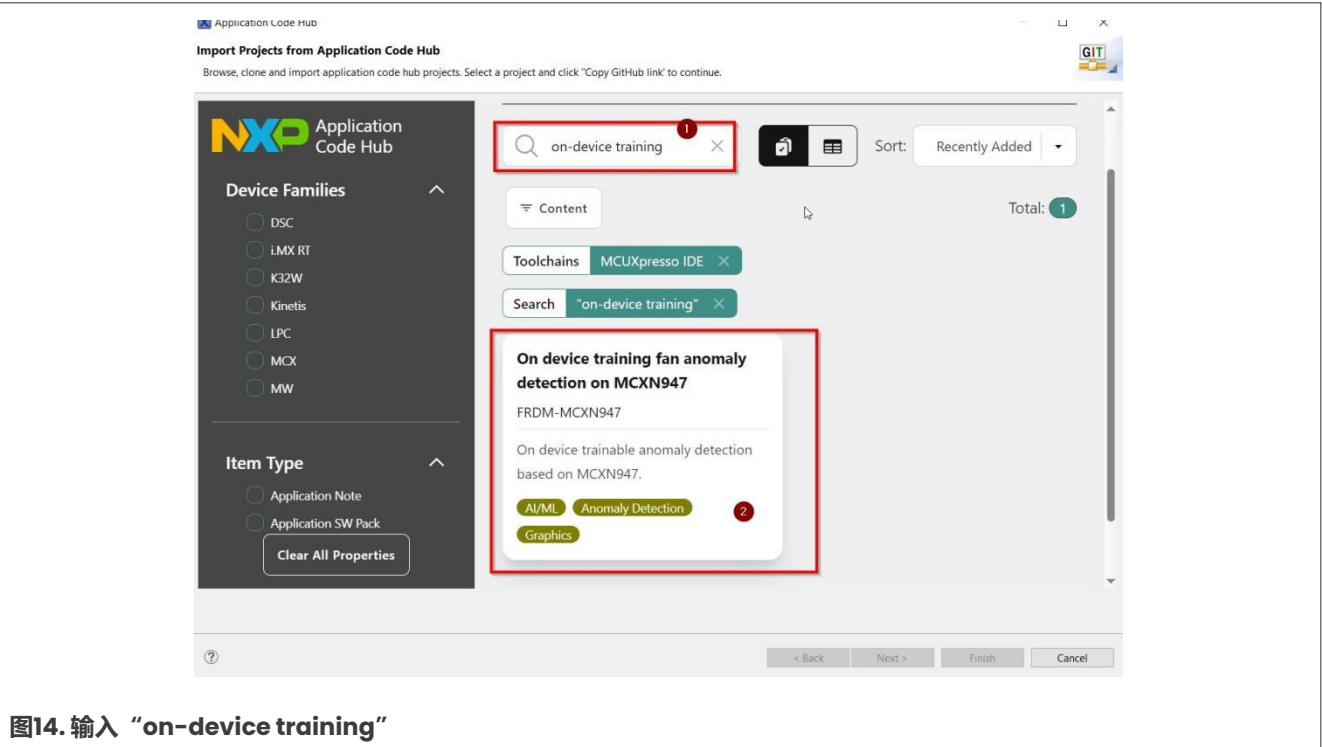 Application Code Hub
Import Projects from Application Code Hub
Browse, clone and import application code hub projects. Select a project and click "Copy GitHub link' to continue.
GIT
NXP Application
Code Hub
Device Families
DSC
i.MX RT
K32W
Kinetis
LPC
MCX
MW
Item Type
Application Note
Application SW Pack
Clear All Properties
on-device training
1
Sort: Recently Added
Content
Total: 1
Toolchains MCUXpresso IDE
Search "on-device training"
On device training fan anomaly
detection on MCXN947
FRDM-MCXN947
On device trainable anomaly detection
based on MCXN947.
AI/ML Anomaly Detection
2
Graphics
?
< Back Next > Finish Cancel
图14. 输入“on-device training”